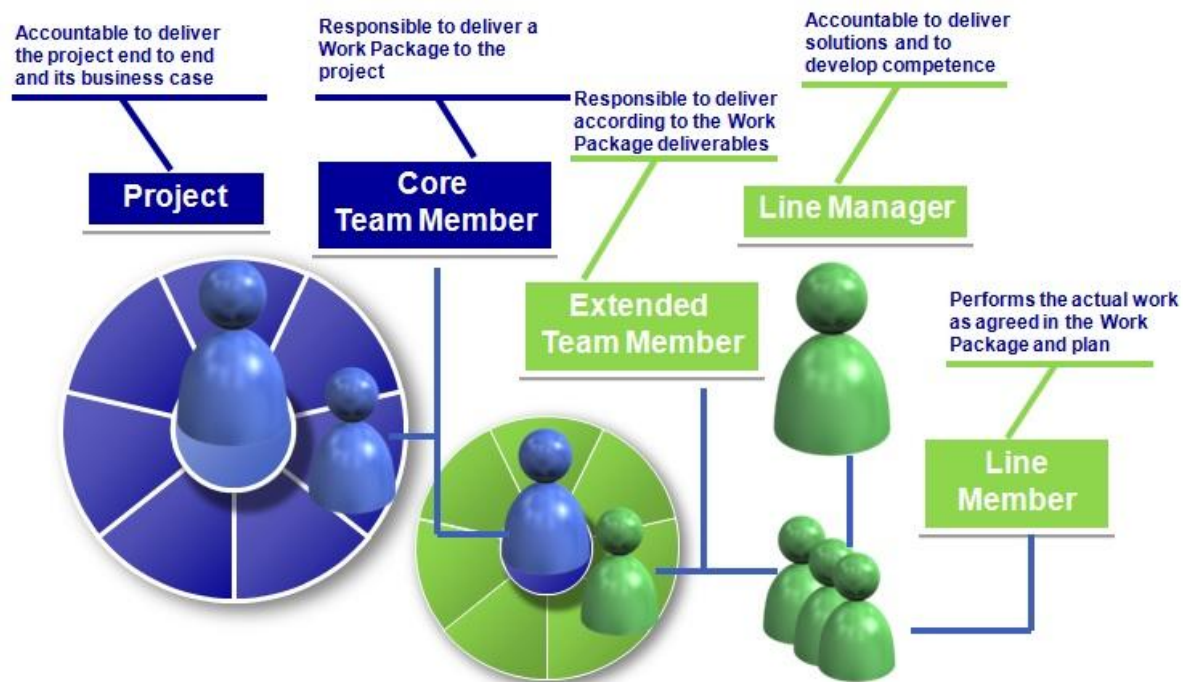 Accountable to deliver
the project end to end
and its business case
Responsible to deliver a
Work Package to the
project
Accountable to deliver
solutions and to
develop competence
Responsible to deliver
according to the Work
Package deliverables
Project
Core
Team Member
Line Manager
Extended
Team Member
Performs the actual work
as agreed in the Work
Package and plan
Line
Member